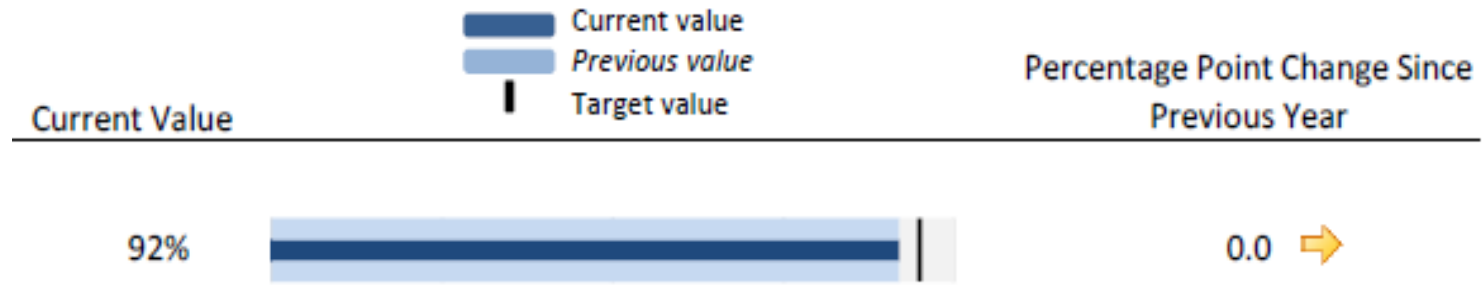 Current value
Previous value
Target value
Current Value
Percentage Point Change Since
Previous Year
92%
0.0